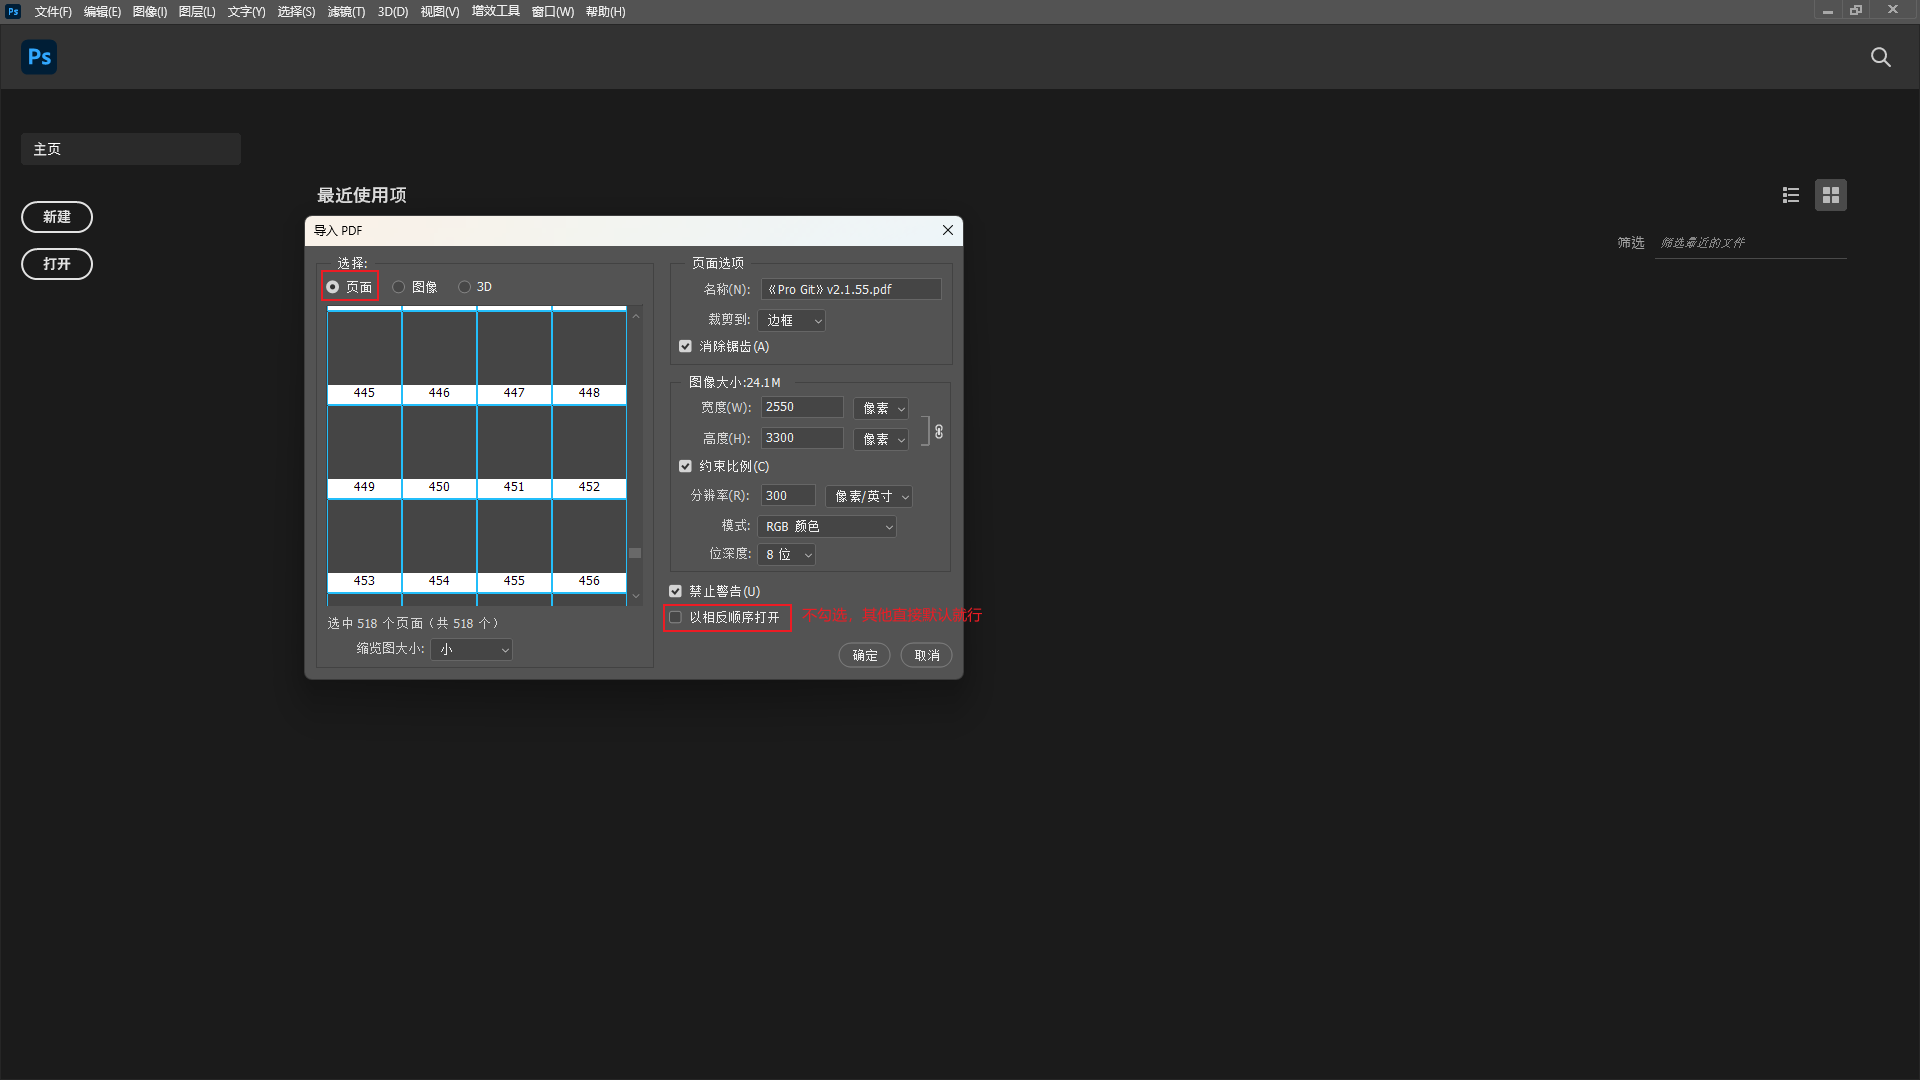 Ps 文件(F) 编辑(E) 图像(I) 图层(L) 文字(Y) 选择(S) 滤镜(T) 3D(D) 视图(V) 增效工具 窗口(W) 帮助(H)
Ps
主页
新建
打开
最近使用项
筛选 筛选最近的文件
导入 PDF
选择:
页面 图像 3D
445 446 447 448
449 450 451 452
453 454 455 456
选中 518 个页面（共 518 个）
缩览图大小: 小
页面选项
名称(N): 《Pro Git》v2.1.55.pdf
裁剪到: 边框
消除锯齿(A)
图像大小:24.1M
宽度(W): 2550 像素
高度(H): 3300 像素
约束比例(C)
分辨率(R): 300 像素/英寸
模式: RGB 颜色
位深度: 8 位
禁止警告(U)
以相反顺序打开 不勾选，其他直接默认就行
确定 取消